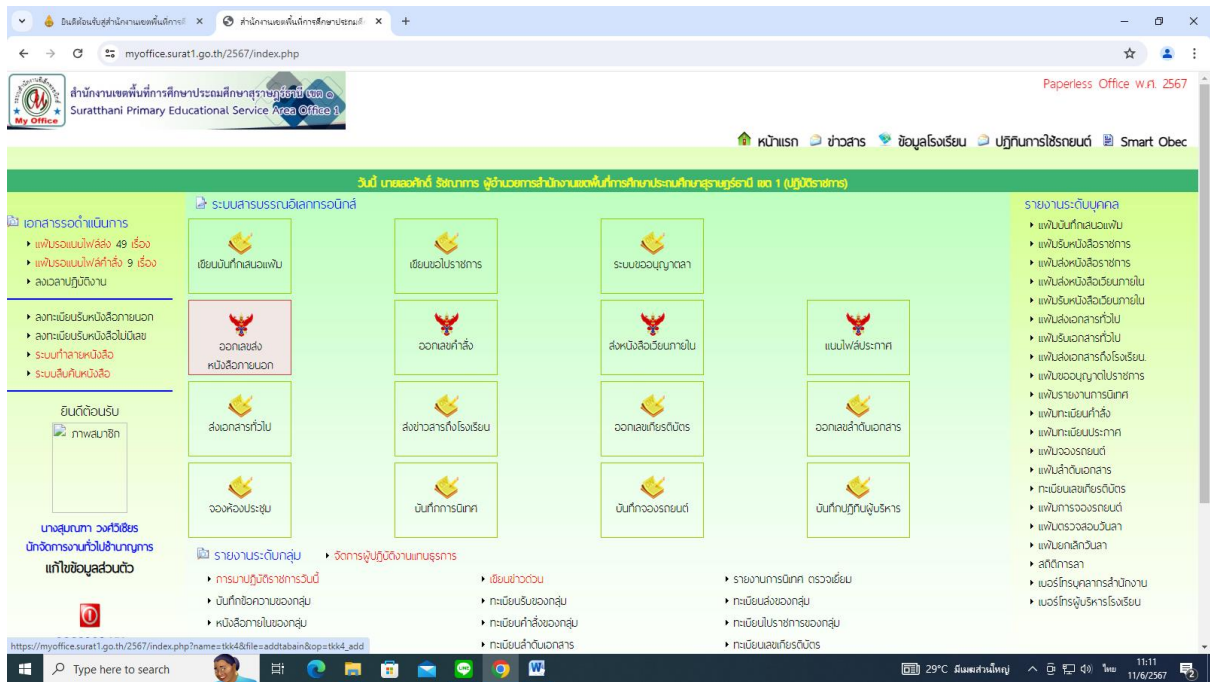 ยินดีต้อนรับสู่สำนักงานเขตพื้นที่การศึ
สำนักงานเขตพื้นที่การศึกษาประถมศึ
myoffice.surat1.go.th/2567/index.php
My Office
สำนักงานเขตพื้นที่การศึกษาประถมศึกษาสุราษฎร์ธานี เขต ๑
Suratthani Primary Educational Service Area Office 1
Paperless Office พ.ศ. 2567
หน้าแรก ข่าวสาร ข้อมูลโรงเรียน ปฏิทินการใช้รถยนต์ Smart Obec
วันนี้ นายเลอศักดิ์ รัชณาการ ผู้อำนวยการสำนักงานเขตพื้นที่การศึกษาประถมศึกษาสุราษฎร์ธานี เขต 1 (ปฏิบัติราชการ)
เอกสารรอดำเนินการ
แฟ้มรอแนบไฟล์ส่ง 49 เรื่อง
แฟ้มรอแนบไฟล์คำสั่ง 9 เรื่อง
ลงเวลาปฏิบัติงาน
ลงทะเบียนรับหนังสือภายนอก
ลงทะเบียนรับหนังสือไม่มีเลข
ระบบทำลายหนังสือ
ระบบสืบค้นหนังสือ
ยินดีต้อนรับ
ภาพสมาชิก
นางสุมณฑา วงศ์วิเชียร
นักจัดการงานทั่วไปชำนาญการ
แก้ไขข้อมูลส่วนตัว
ระบบสารบรรณอิเลกทรอนิกส์
เขียนบันทึกเสนอแฟ้ม
เขียนขอไปราชการ
ระบบขออนุญาตลา
ออกเลขส่ง
หนังสือภายนอก
ออกเลขคำสั่ง
ส่งหนังสือเวียนภายใน
แนบไฟล์ประกาศ
ส่งเอกสารทั่วไป
ส่งข่าวสารถึงโรงเรียน
ออกเลขเกียรติบัตร
ออกเลขลำดับเอกสาร
จองห้องประชุม
บันทึกการนิเทศ
บันทึกจองรถยนต์
บันทึกปฏิทินผู้บริหาร
รายงานระดับกลุ่ม จัดการผู้ปฏิบัติงานแทนธุรการ
การมาปฏิบัติราชการวันนี้ เขียนข่าวด่วน รายงานการนิเทศ ตรวจเยี่ยม
บันทึกข้อความของกลุ่ม ทะเบียนรับของกลุ่ม ทะเบียนส่งของกลุ่ม
หนังสือภายในของกลุ่ม ทะเบียนคำสั่งของกลุ่ม ทะเบียนไปราชการของกลุ่ม
ทะเบียนลำดับเอกสาร ทะเบียนเลขเกียรติบัตร
รายงานระดับบุคคล
แฟ้มบันทึกเสนอแฟ้ม
แฟ้มรับหนังสือราชการ
แฟ้มส่งหนังสือราชการ
แฟ้มส่งหนังสือเวียนภายใน
แฟ้มรับหนังสือเวียนภายใน
แฟ้มส่งเอกสารทั่วไป
แฟ้มรับเอกสารทั่วไป
แฟ้มส่งเอกสารถึงโรงเรียน.
แฟ้มขออนุญาตไปราชการ
แฟ้มรายงานการนิเทศ
แฟ้มทะเบียนคำสั่ง
แฟ้มทะเบียนประกาศ
แฟ้มจองรถยนต์
แฟ้มลำดับเอกสาร
ทะเบียนเลขเกียรติบัตร
แฟ้มการจองรถยนต์
แฟ้มตรวจสอบวันลา
แฟ้มยกเลิกวันลา
สถิติการลา
เบอร์โทรบุคลากรสำนักงาน
เบอร์โทรผู้บริหารโรงเรียน
https://myoffice.surat1.go.th/2567/index.php?name=tkk4&file=addtabain&op=tkk4_add
Type here to search
29°C มีเมฆส่วนใหญ่
ไทย
11:11
11/6/2567